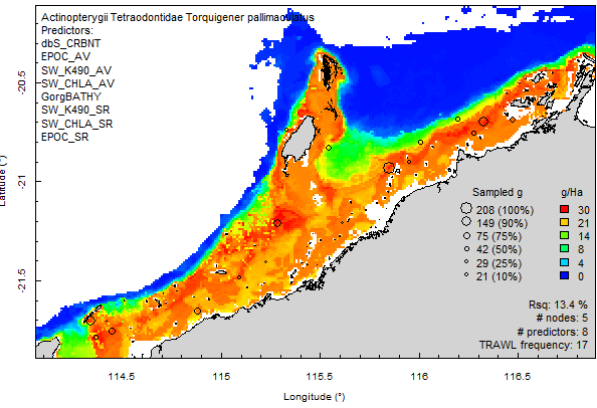 Actinopterygii Tetraodontidae Torquigener pallimaculatus
Predictors:
dbS_CRBNT
EPOC_AV
SW_K490_AV
SW_CHLA_AV
GorgBATHY
SW_K490_SR
SW_CHLA_SR
EPOC_SR
-20.5
-21
-21.5
Latitude (°)
Sampled g g/Ha
208 (100%) 30
149 (90%) 21
75 (75%) 14
42 (50%) 8
29 (25%) 4
21 (10%) 0
Rsq: 13.4 %
# nodes: 5
# predictors: 8
TRAWL frequency: 17
114.5 115 115.5 116 116.5
Longitude (°)